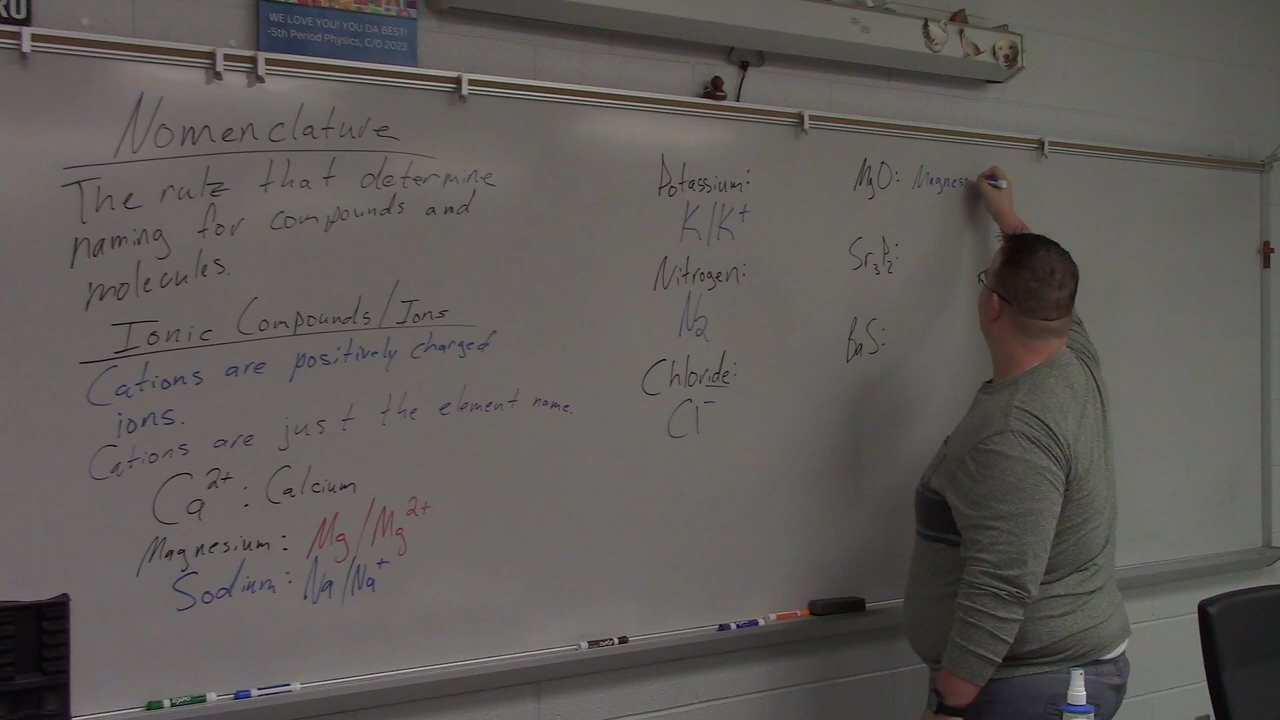 RU
WE LOVE YOU! YOU DA BEST!
-5th Period Physics, C/O 2023
Nomenclature
The rule that determine
naming for compounds and
molecules.
Ionic Compounds/Ions
Cations are positively charged
ions.
Cations are just the element name.
Ca²⁺: Calcium
Magnesium: Mg/Mg²⁺
Sodium: Na/Na⁺
Potassium:
K/K⁺
Nitrogen:
N₂
Chloride:
Cl⁻
MgO: Magnes
Sr₃P₂:
BaS: